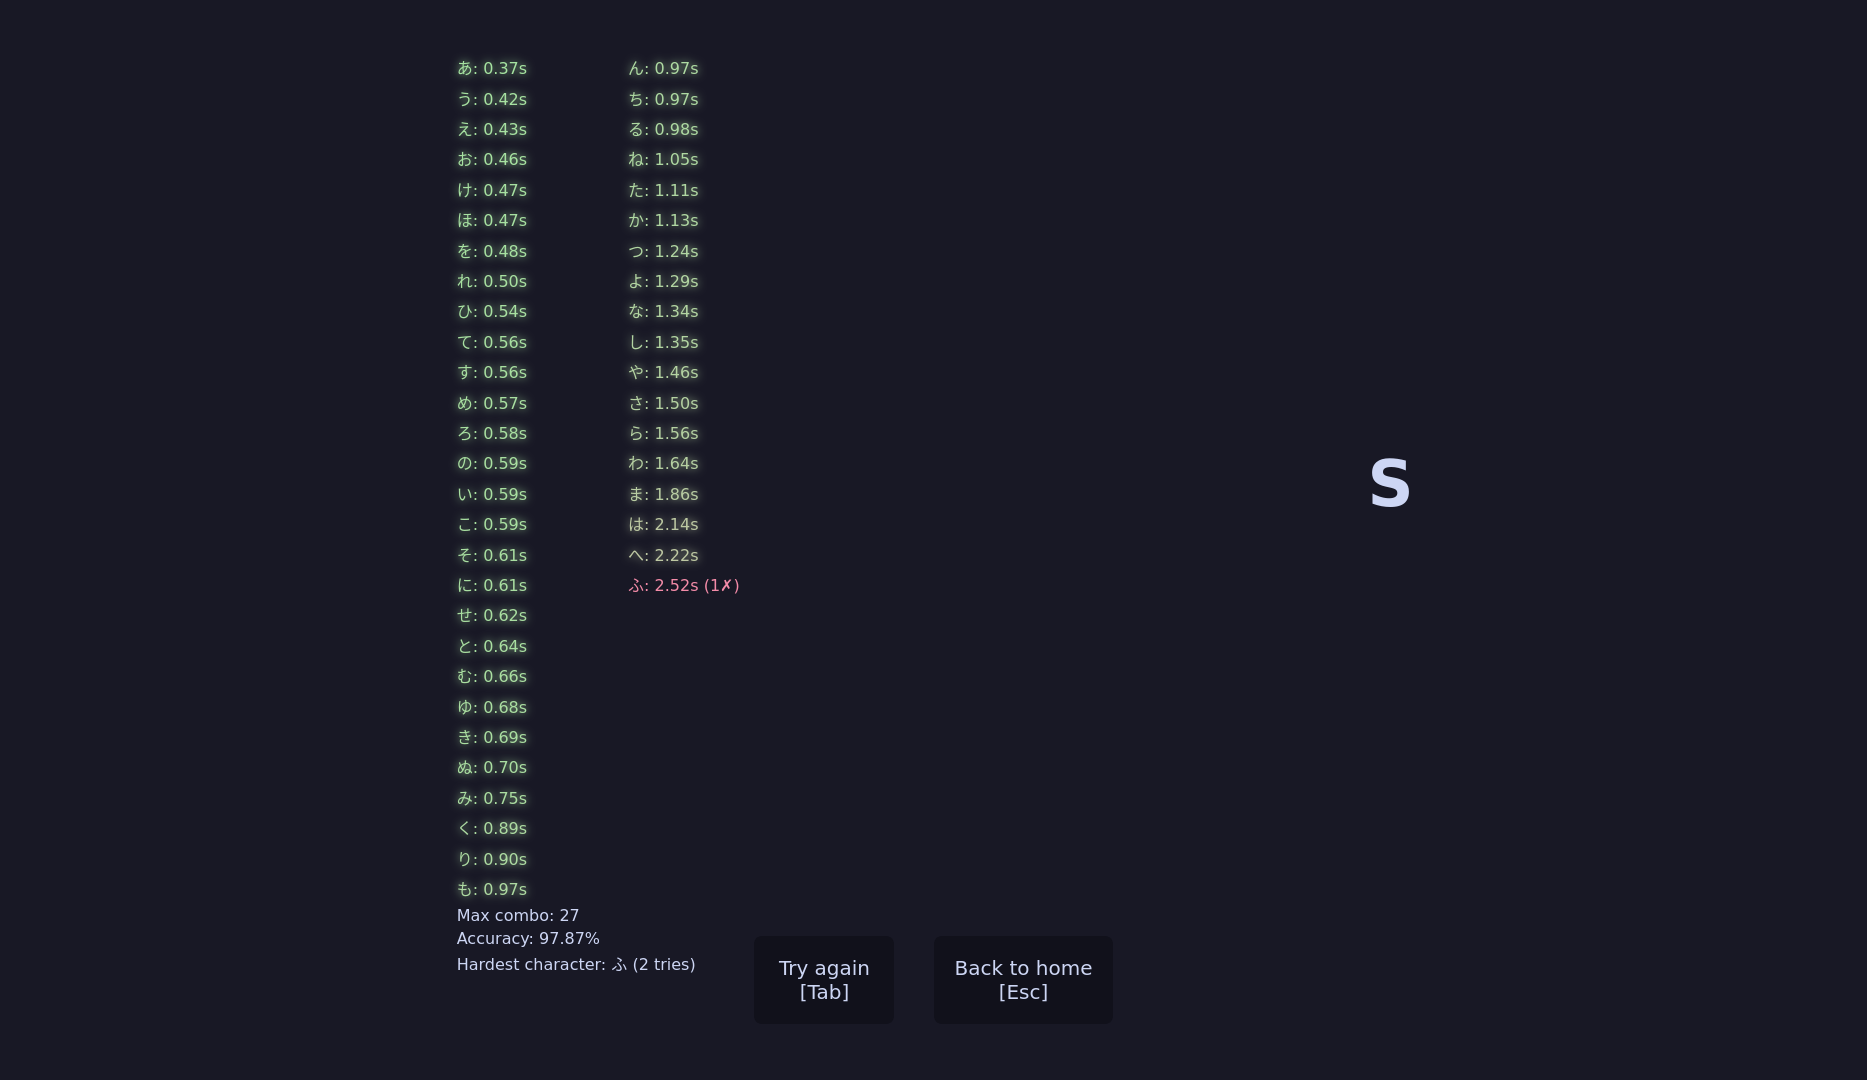 あ: 0.37s
う: 0.42s
え: 0.43s
お: 0.46s
け: 0.47s
ほ: 0.47s
を: 0.48s
れ: 0.50s
ひ: 0.54s
て: 0.56s
す: 0.56s
め: 0.57s
ろ: 0.58s
の: 0.59s
い: 0.59s
こ: 0.59s
そ: 0.61s
に: 0.61s
せ: 0.62s
と: 0.64s
む: 0.66s
ゆ: 0.68s
き: 0.69s
ぬ: 0.70s
み: 0.75s
く: 0.89s
り: 0.90s
も: 0.97s
ん: 0.97s
ち: 0.97s
る: 0.98s
ね: 1.05s
た: 1.11s
か: 1.13s
つ: 1.24s
よ: 1.29s
な: 1.34s
し: 1.35s
や: 1.46s
さ: 1.50s
ら: 1.56s
わ: 1.64s
ま: 1.86s
は: 2.14s
へ: 2.22s
ふ: 2.52s (1✗)
Max combo: 27
Accuracy: 97.87%
Hardest character: ふ (2 tries)
S
Try again
[Tab]
Back to home
[Esc]